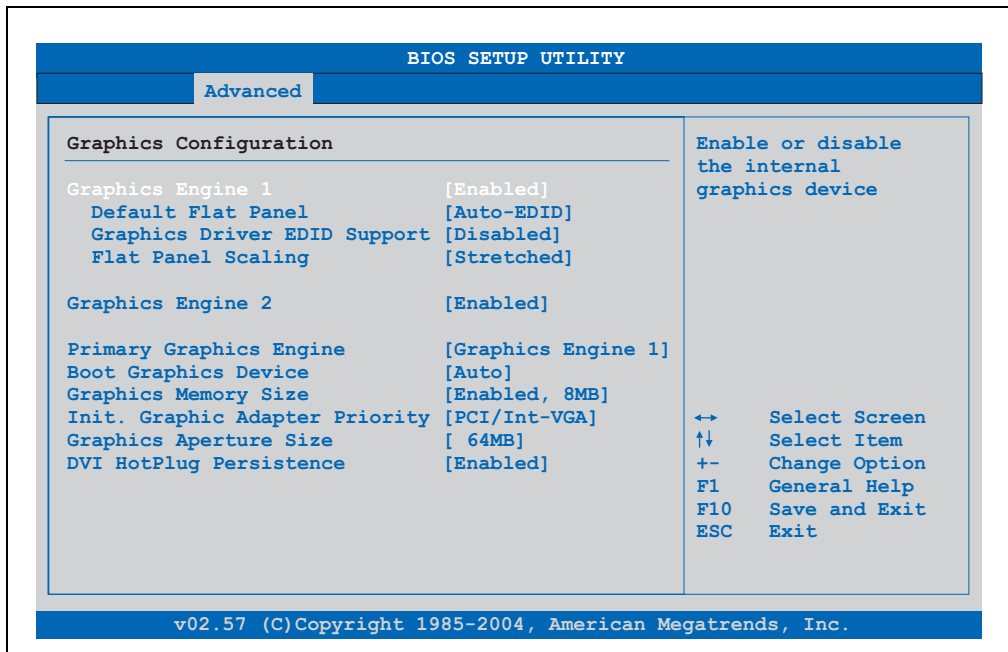 BIOS SETUP UTILITY
Advanced
Graphics Configuration
Graphics Engine 1 [Enabled]
Default Flat Panel [Auto-EDID]
Graphics Driver EDID Support [Disabled]
Flat Panel Scaling [Stretched]
Graphics Engine 2 [Enabled]
Primary Graphics Engine [Graphics Engine 1]
Boot Graphics Device [Auto]
Graphics Memory Size [Enabled, 8MB]
Init. Graphic Adapter Priority [PCI/Int-VGA]
Graphics Aperture Size [ 64MB]
DVI HotPlug Persistence [Enabled]
Enable or disable
the internal
graphics device
↔ Select Screen
↑↓ Select Item
+- Change Option
F1 General Help
F10 Save and Exit
ESC Exit
v02.57 (C)Copyright 1985-2004, American Megatrends, Inc.